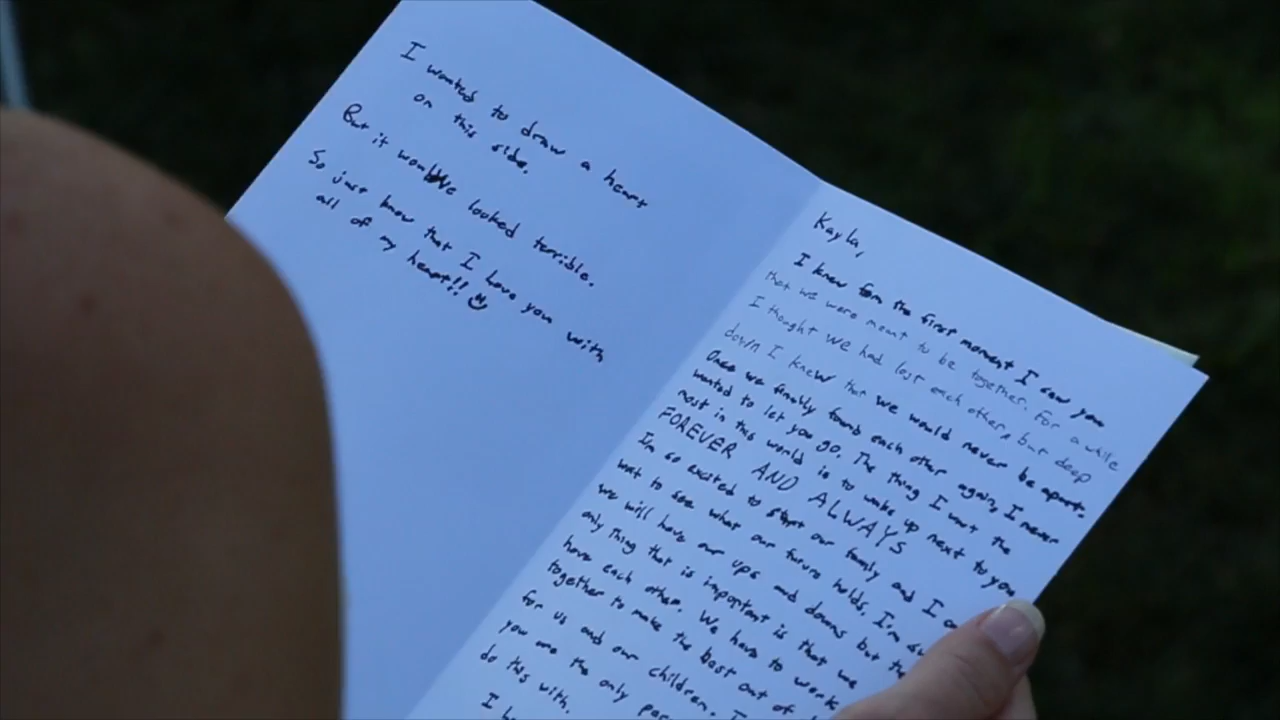 I wanted to draw a heart
on this side.
But it would've looked terrible.
So just know that I love you with
all of my heart!!
Kayla,
I knew from the first moment I saw you
that we were meant to be together. For a while
I thought we had lost each other, but deep
down I knew that we would never be apart.
Once we finally found each other again, I never
wanted to let you go. The thing I want the
most in this world is to wake up next to you
FOREVER AND ALWAYS
I'm so excited to start our family and I
wait to see what our future holds. I'm
we will have our ups and downs but the
only thing that is important is that we
have each other. We have to work
together to make the best out of
for us and our children.
you are the only
do this with.
I